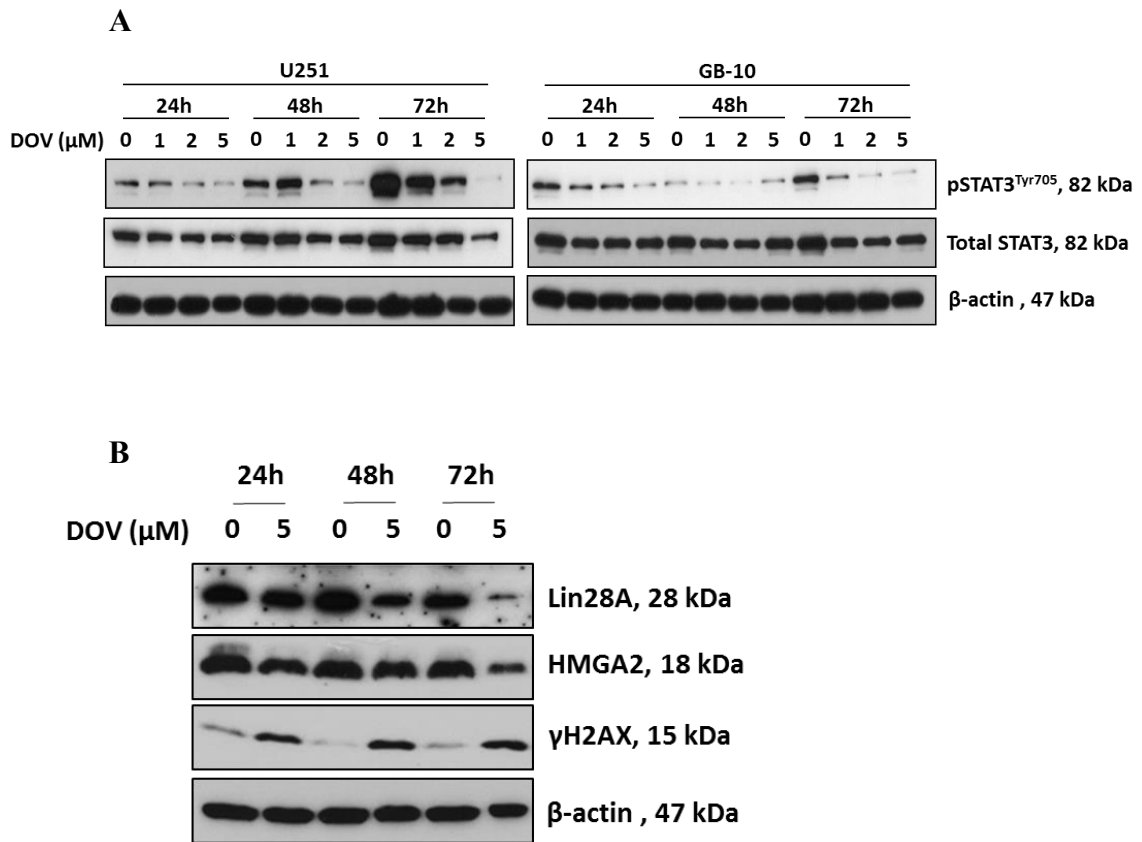 A
U251 GB-10
24h 48h 72h 24h 48h 72h
DOV (µM) 0 1 2 5 0 1 2 5 0 1 2 5 0 1 2 5 0 1 2 5 0 1 2 5
pSTAT3Tyr705, 82 kDa
Total STAT3, 82 kDa
β-actin , 47 kDa
B
24h 48h 72h
DOV (µM) 0 5 0 5 0 5
Lin28A, 28 kDa
HMGA2, 18 kDa
γH2AX, 15 kDa
β-actin , 47 kDa